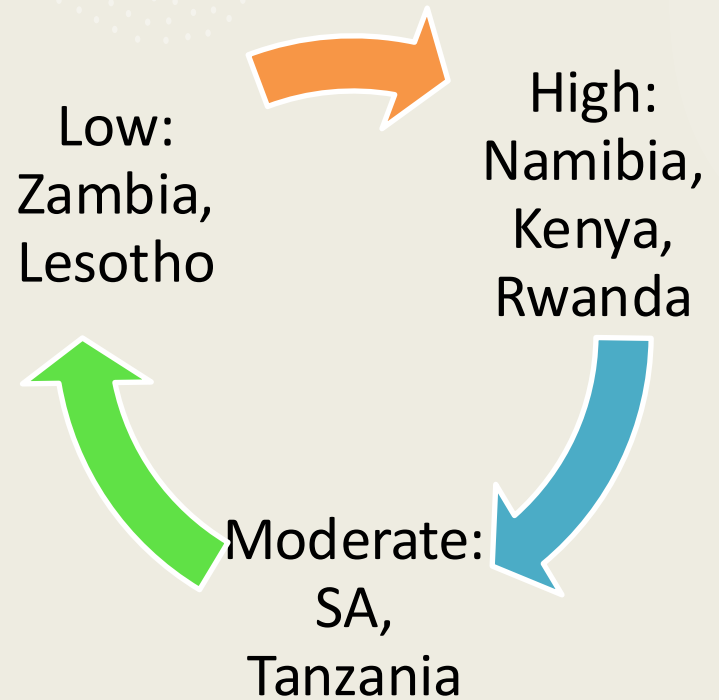 Low:
Zambia,
Lesotho
High:
Namibia,
Kenya,
Rwanda
Moderate:
SA,
Tanzania